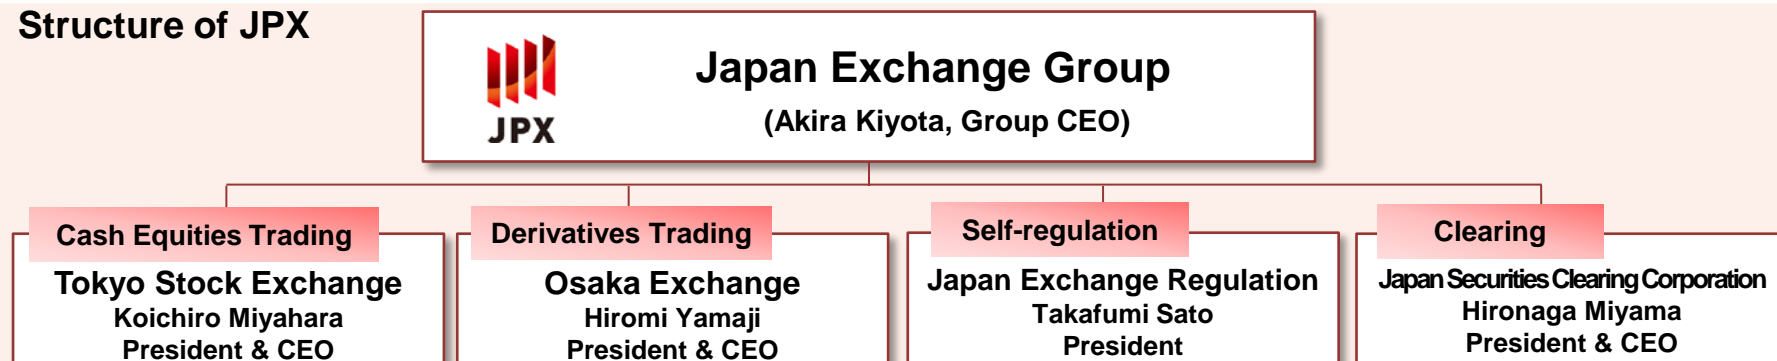 Structure of JPX
JPX
Japan Exchange Group
(Akira Kiyota, Group CEO)
Cash Equities Trading
Tokyo Stock Exchange
Koichiro Miyahara
President & CEO
Derivatives Trading
Osaka Exchange
Hiromi Yamaji
President & CEO
Self-regulation
Japan Exchange Regulation
Takafumi Sato
President
Clearing
Japan Securities Clearing Corporation
Hironaga Miyama
President & CEO